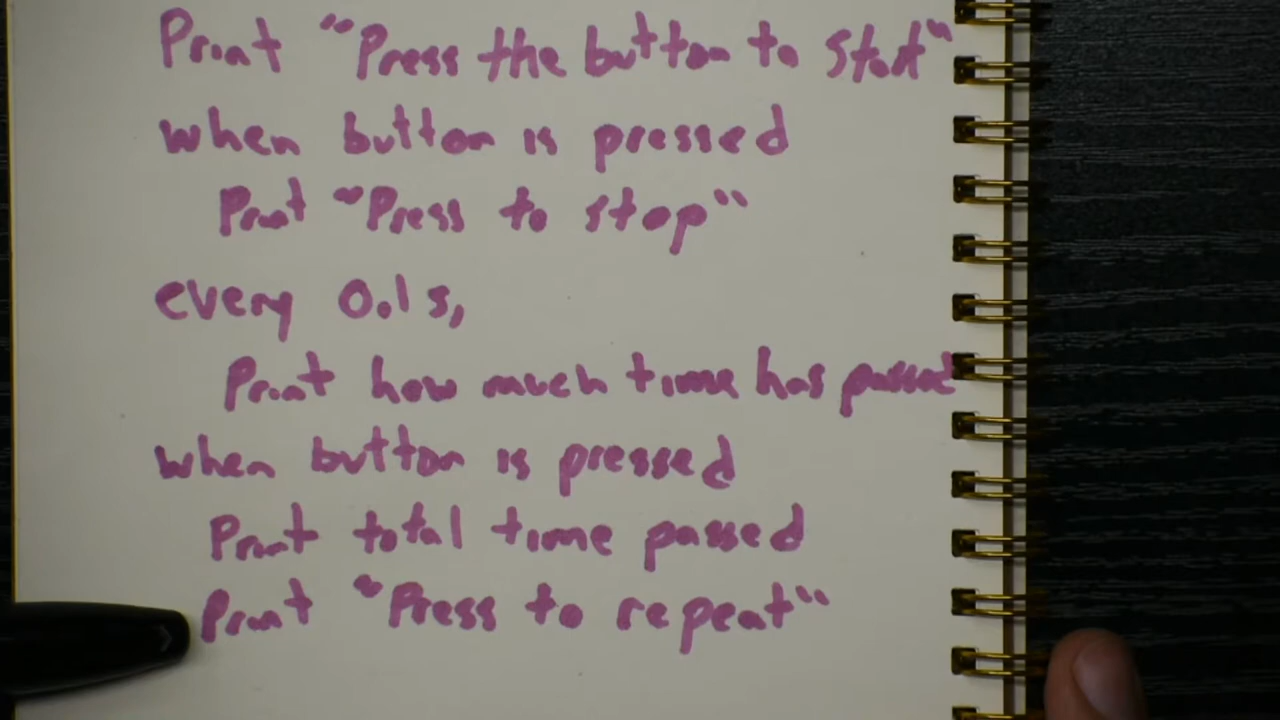 Print "Press the button to start"
when button is pressed
Print "Press to stop"
every 0.1s,
Print how much time has passed
when button is pressed
Print total time passed
Print "Press to repeat"